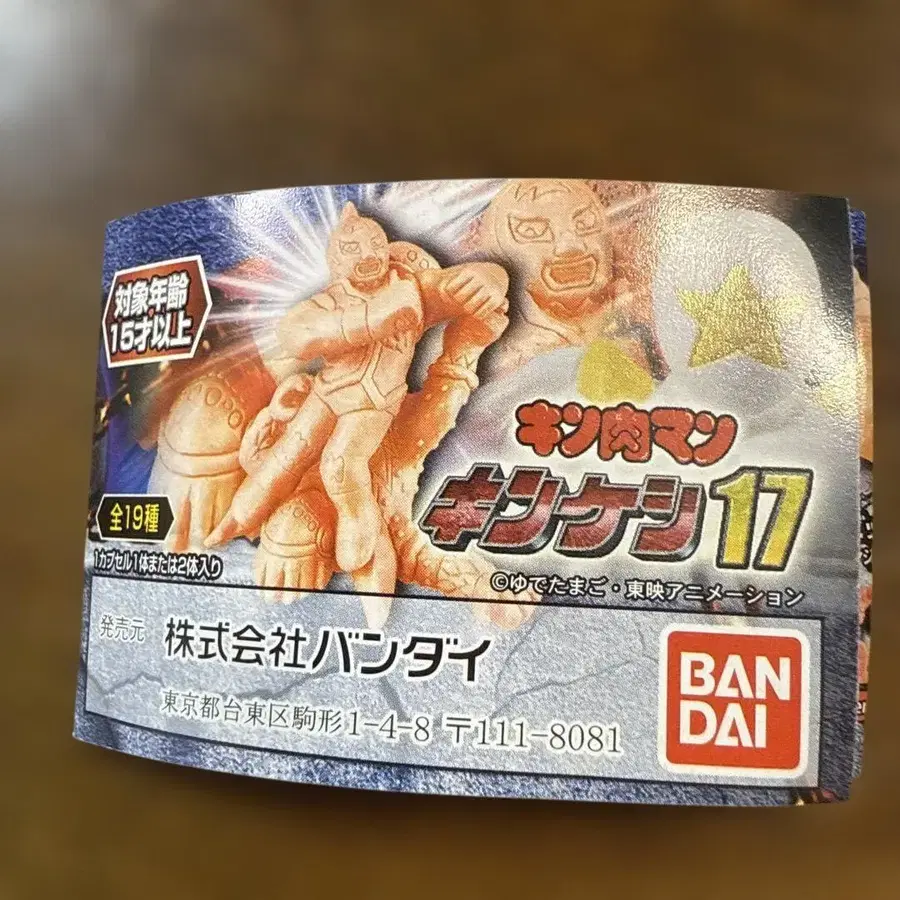 対象年齢
15才以上
キン肉マン
キンケシ17
全19種
1カプセル1体または2体入り
©ゆでたまご・東映アニメーション
発売元 株式会社バンダイ
東京都台東区駒形1-4-8 〒111-8081
BAN
DAI